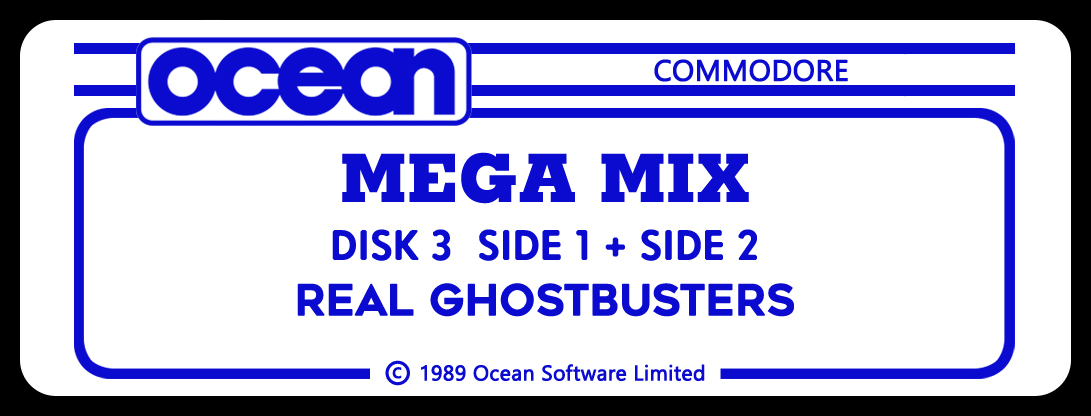 ocean
COMMODORE
MEGA MIX
DISK 3 SIDE 1 + SIDE 2
REAL GHOSTBUSTERS
© 1989 Ocean Software Limited